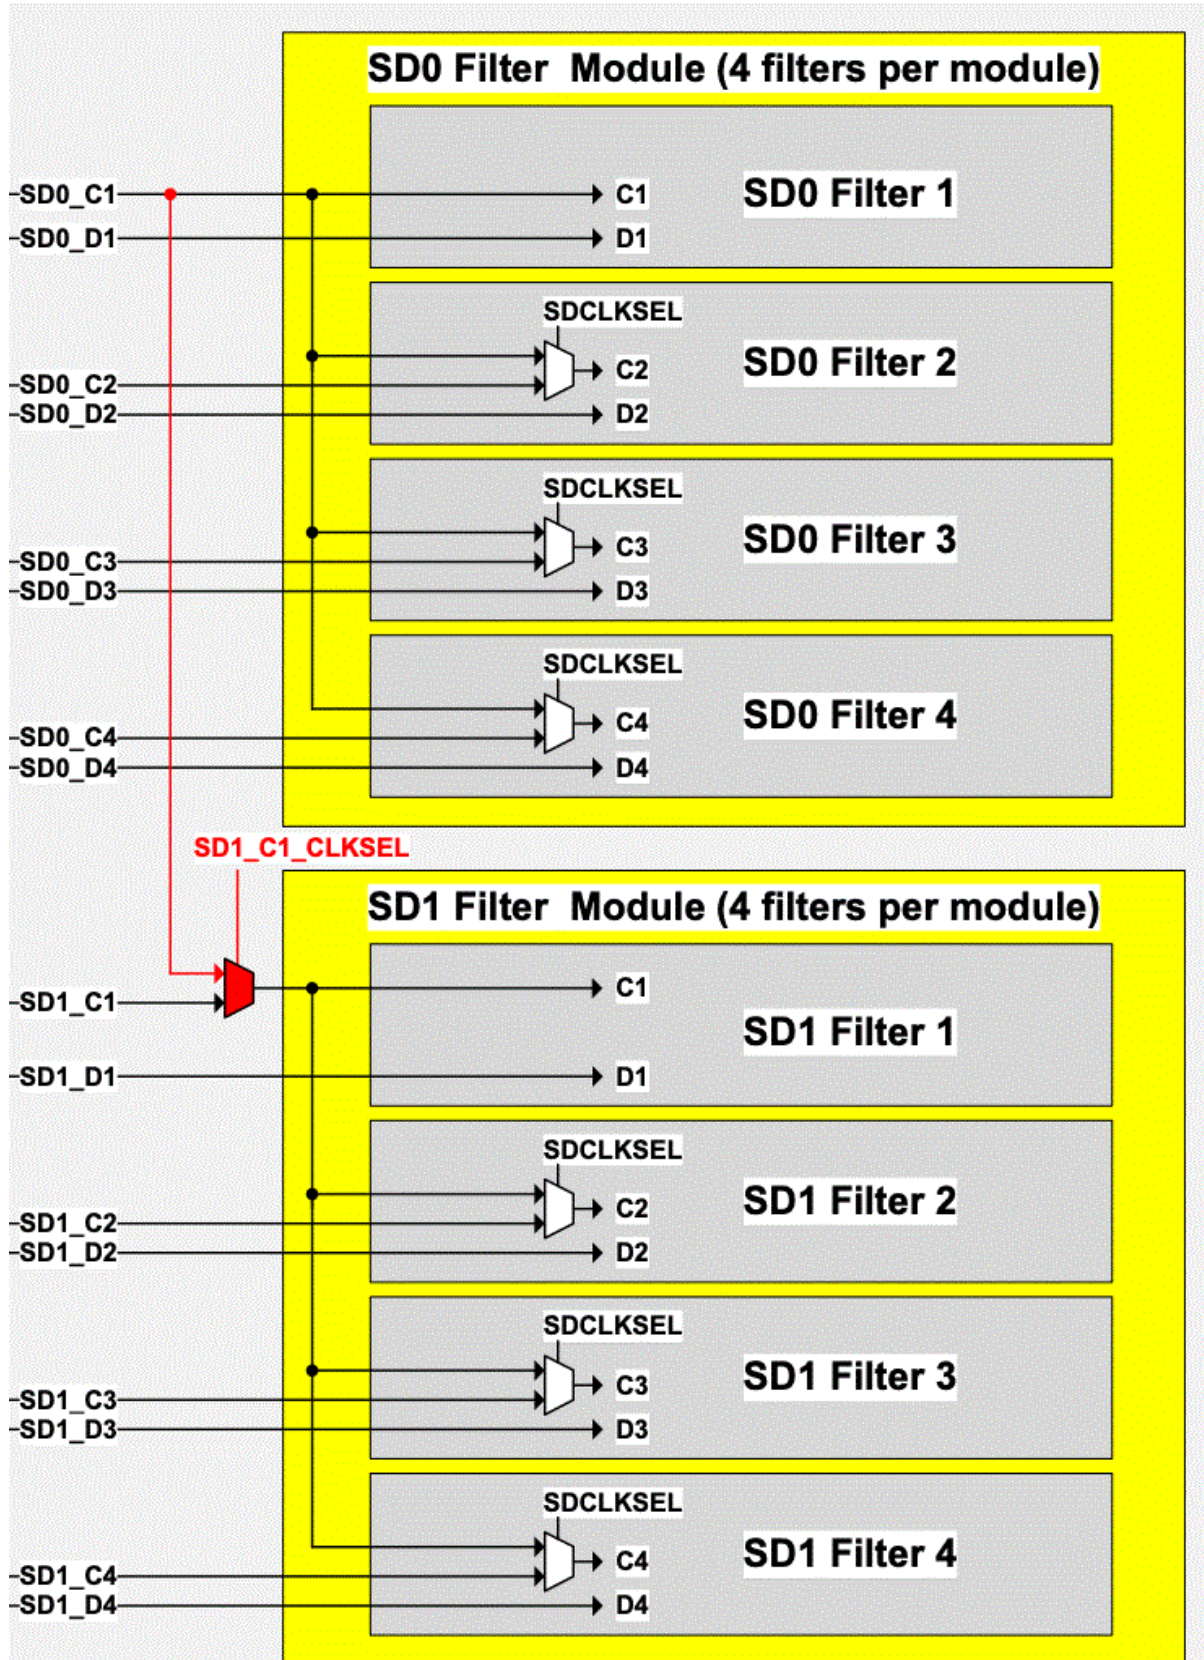 SD0 Filter Module (4 filters per module)
SD0_C1
C1
SD0 Filter 1
SD0_D1
D1
SDCLKSEL
SD0 Filter 2
C2
SD0_C2
SD0_D2
D2
SDCLKSEL
SD0 Filter 3
C3
SD0_C3
SD0_D3
D3
SDCLKSEL
SD0 Filter 4
C4
SD0_C4
SD0_D4
D4
SD1_C1_CLKSEL
SD1 Filter Module (4 filters per module)
C1
SD1_C1
SD1 Filter 1
SD1_D1
D1
SDCLKSEL
SD1 Filter 2
C2
SD1_C2
SD1_D2
D2
SDCLKSEL
SD1 Filter 3
C3
SD1_C3
SD1_D3
D3
SDCLKSEL
SD1 Filter 4
C4
SD1_C4
SD1_D4
D4